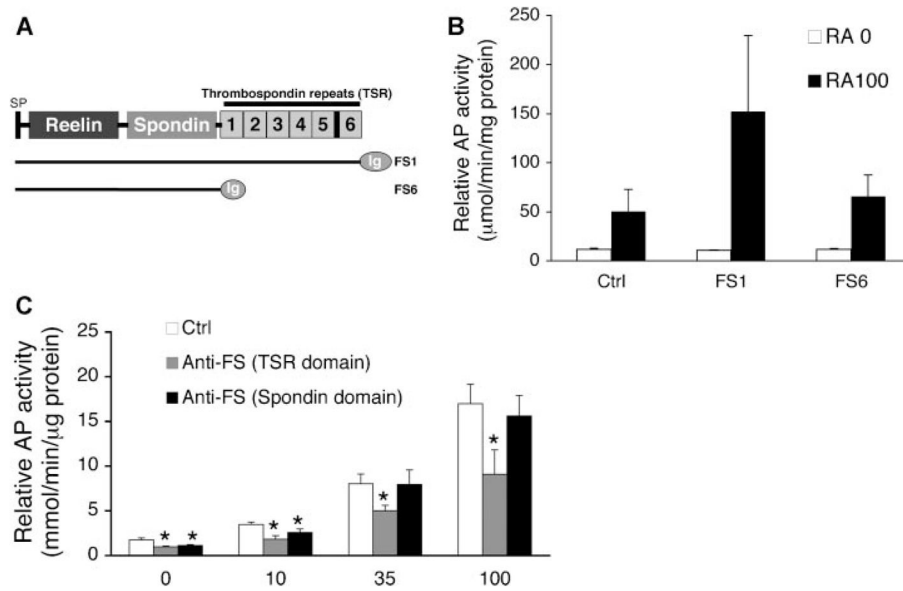 A
Thrombospondin repeats (TSR)
SP
Reelin Spondin 1 2 3 4 5 6
Ig FS1
Ig FS6
B
Relative AP activity
(μmol/min/mg protein)
250
200
150
100
50
0
RA 0
RA100
Ctrl FS1 FS6
C
Relative AP activity
(mmol/min/μg protein)
25
20
15
10
5
0
Ctrl
Anti-FS (TSR domain)
Anti-FS (Spondin domain)
* * * * * *
0 10 35 100